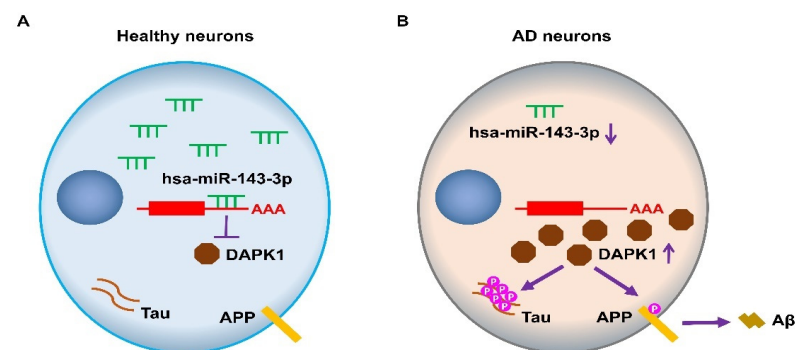 A
Healthy neurons
hsa-miR-143-3p
AAA
DAPK1
Tau
APP
B
AD neurons
hsa-miR-143-3p
AAA
DAPK1
P
P
P
P
P
P
P
Tau
APP
P
Aβ